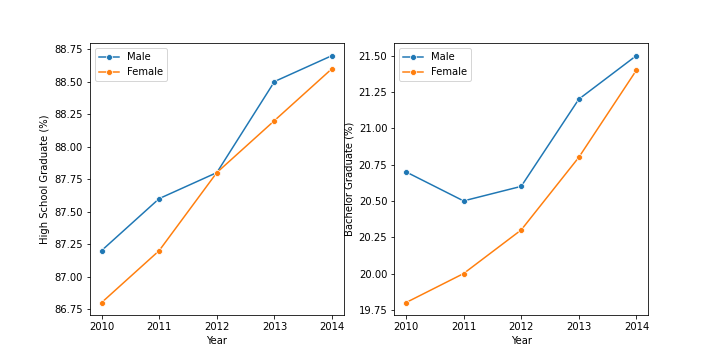 88.75
88.50
88.25
88.00
87.75
87.50
87.25
87.00
86.75
High School Graduate (%)
Male
Female
2010 2011 2012 2013 2014
Year
21.50
21.25
21.00
20.75
20.50
20.25
20.00
19.75
Bachelor Graduate (%)
Male
Female
2010 2011 2012 2013 2014
Year